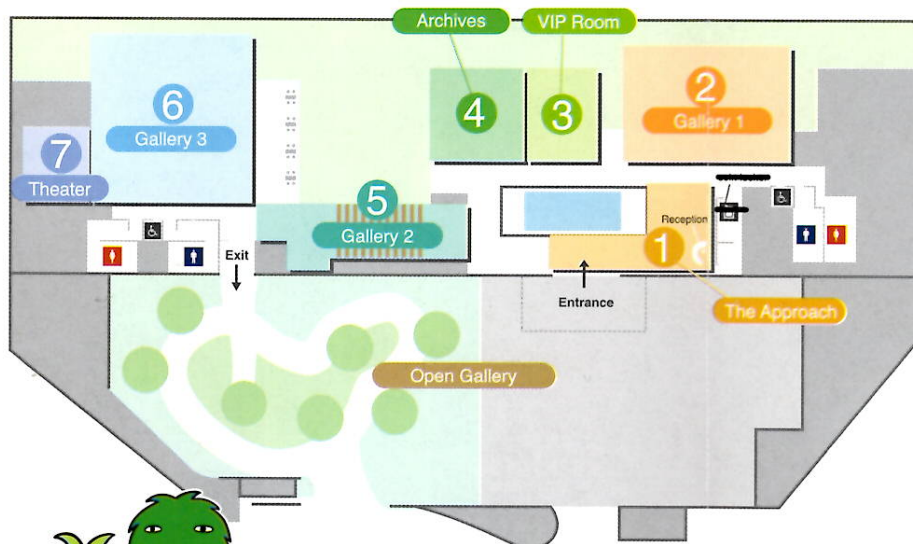 Archives
VIP Room
2
Gallery 1
6
Gallery 3
4
3
7
Theater
5
Gallery 2
Reception
1
Exit
Entrance
The Approach
Open Gallery